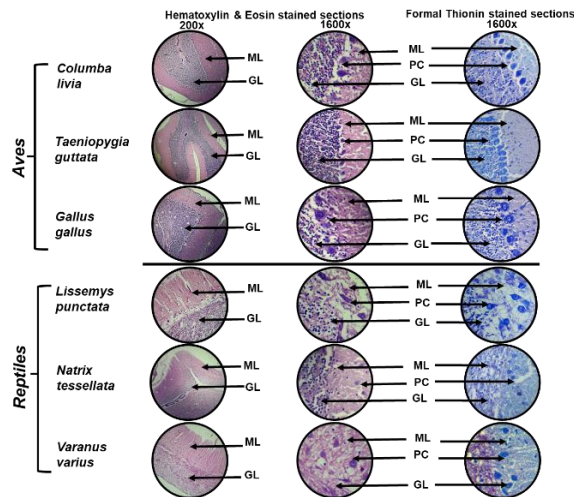 Hematoxylin & Eosin stained sections
Formal Thionin stained sections
200x
1600x
1600x
Aves
Columba livia
ML
GL
ML
PC
GL
Taeniopygia guttata
ML
GL
ML
PC
GL
Gallus gallus
ML
GL
ML
PC
GL
Reptiles
Lissemys punctata
ML
GL
ML
PC
GL
Natrix tessellata
ML
GL
ML
PC
GL
Varanus varius
ML
GL
ML
PC
GL